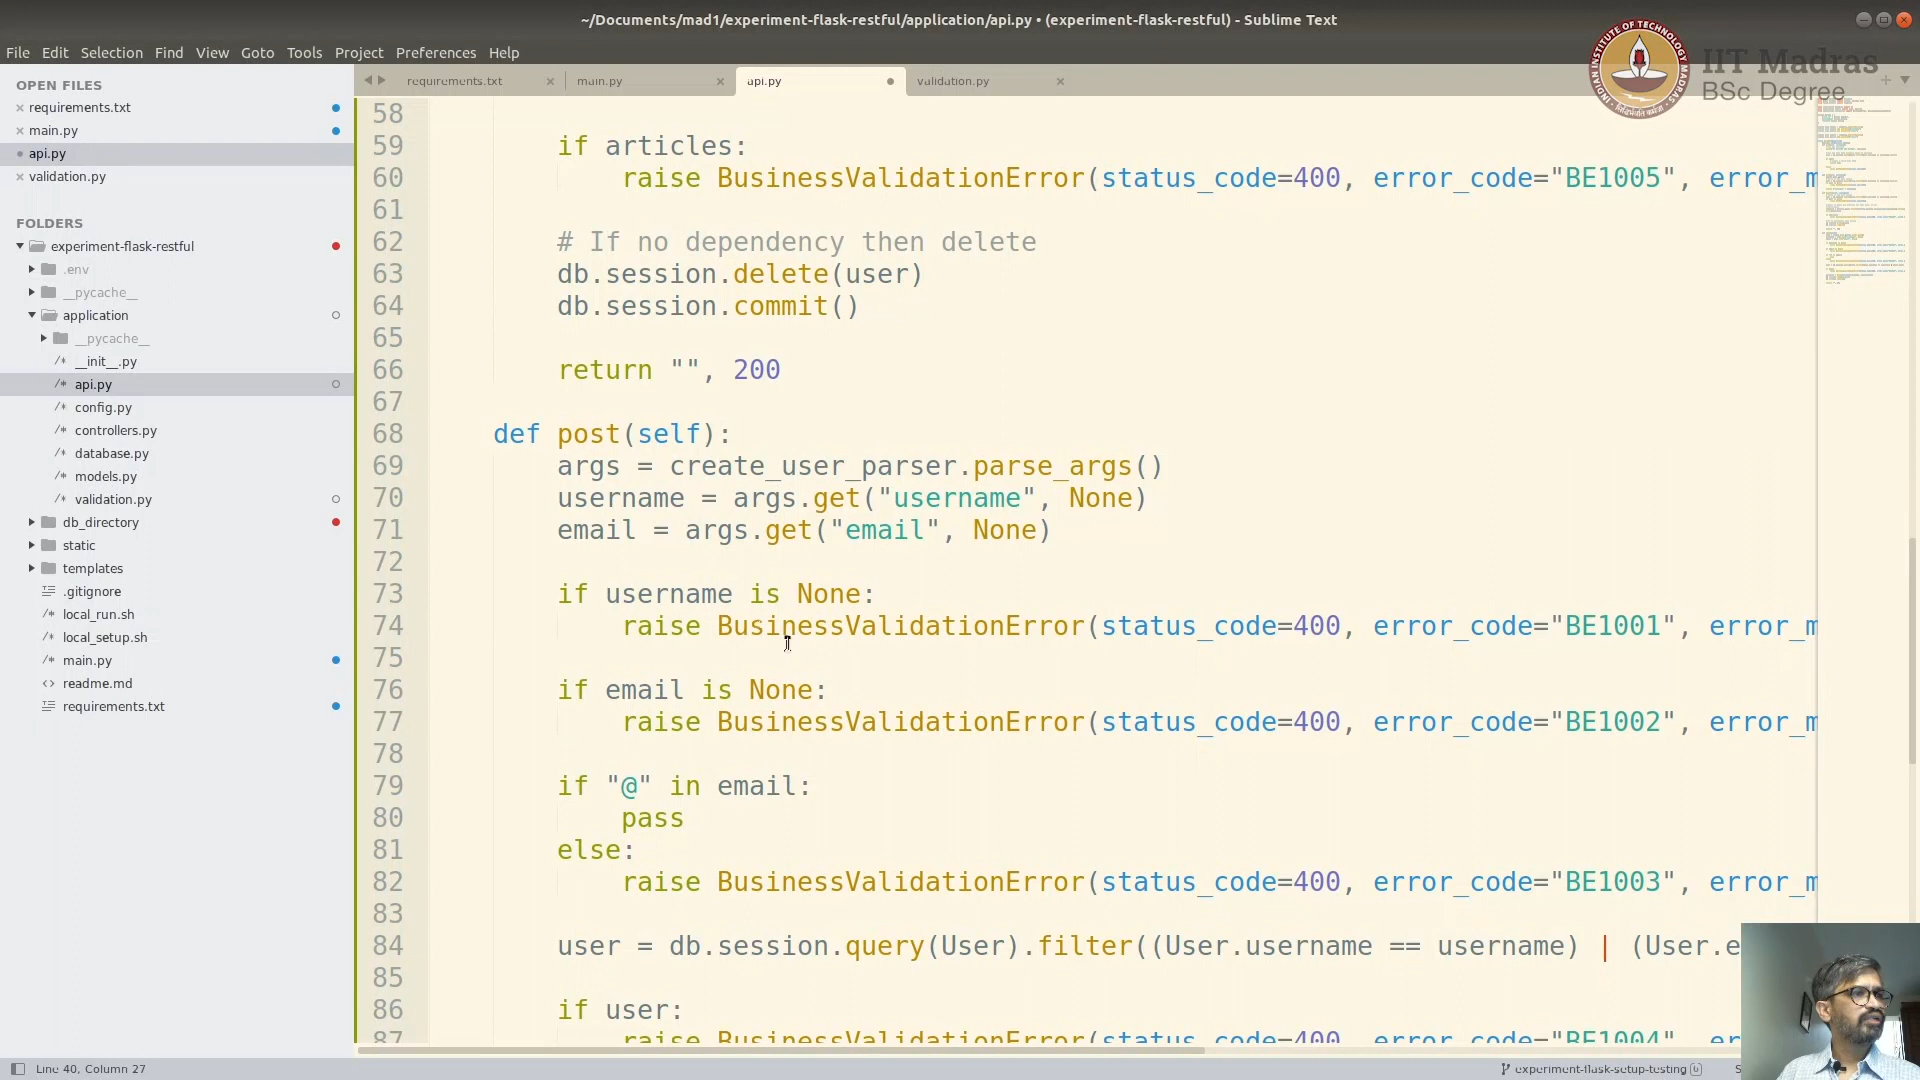 ~/Documents/mad1/experiment-flask-restful/application/api.py • (experiment-flask-restful) - Sublime Text
File Edit Selection Find View Goto Tools Project Preferences Help
IIT Madras
BSc Degree
INDIAN INSTITUTE OF TECHNOLOGY MADRAS
OPEN FILES
requirements.txt
main.py
api.py
validation.py
FOLDERS
experiment-flask-restful
.env
__pycache__
application
__pycache__
__init__.py
api.py
config.py
controllers.py
database.py
models.py
validation.py
db_directory
static
templates
.gitignore
local_run.sh
local_setup.sh
main.py
readme.md
requirements.txt
requirements.txt main.py api.py validation.py
58
59 if articles:
60 raise BusinessValidationError(status_code=400, error_code="BE1005", error_m
61
62 # If no dependency then delete
63 db.session.delete(user)
64 db.session.commit()
65
66 return "", 200
67
68 def post(self):
69 args = create_user_parser.parse_args()
70 username = args.get("username", None)
71 email = args.get("email", None)
72
73 if username is None:
74 raise BusinessValidationError(status_code=400, error_code="BE1001", error_m
75
76 if email is None:
77 raise BusinessValidationError(status_code=400, error_code="BE1002", error_m
78
79 if "@" in email:
80 pass
81 else:
82 raise BusinessValidationError(status_code=400, error_code="BE1003", error_m
83
84 user = db.session.query(User).filter((User.username == username) | (User.e
85
86 if user:
87 raise BusinessValidationError(status_code=400, error_code="BE1004", er
Line 40, Column 27
experiment-flask-setup-testing